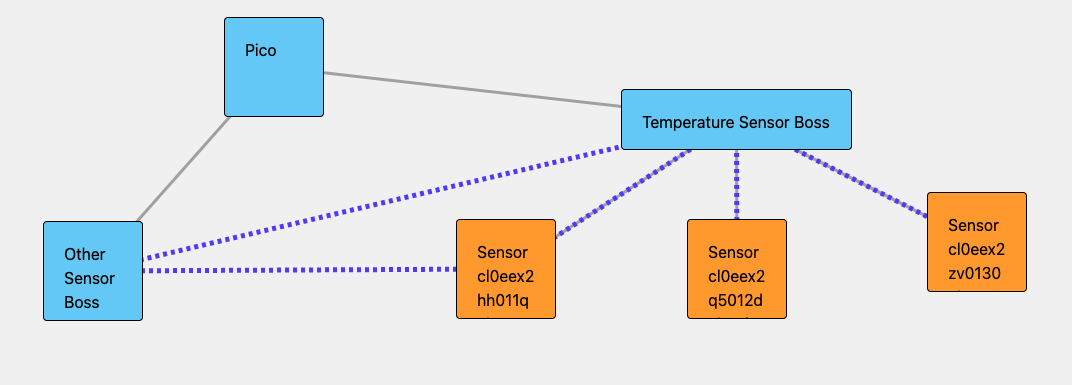 Pico
Temperature Sensor Boss
Other
Sensor
Boss
Sensor
cl0eex2
hh011q
Sensor
cl0eex2
q5012d
Sensor
cl0eex2
zv0130